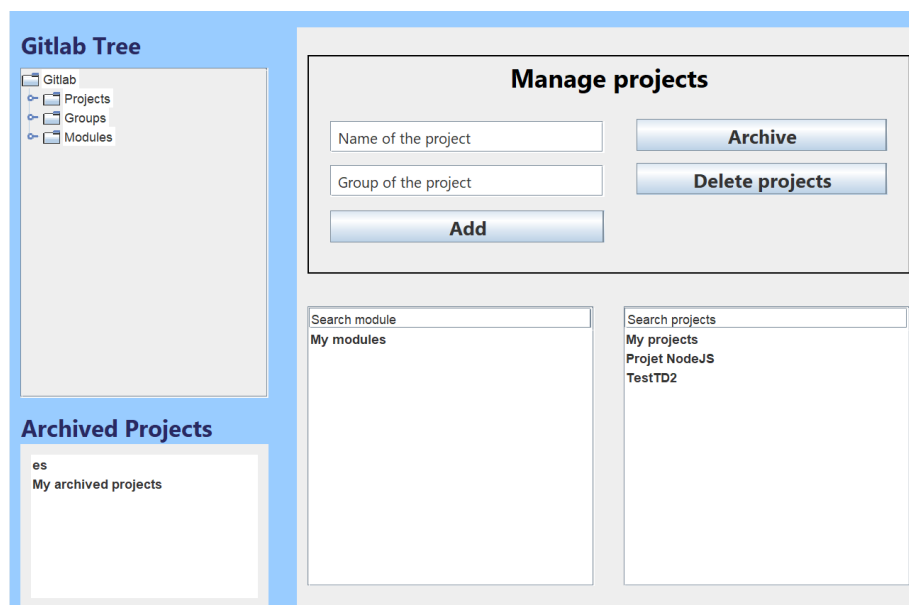 Gitlab Tree
Gitlab
Projects
Groups
Modules
Archived Projects
es
My archived projects
Manage projects
Name of the project
Group of the project
Add
Archive
Delete projects
Search module
My modules
Search projects
My projects
Projet NodeJS
TestTD2